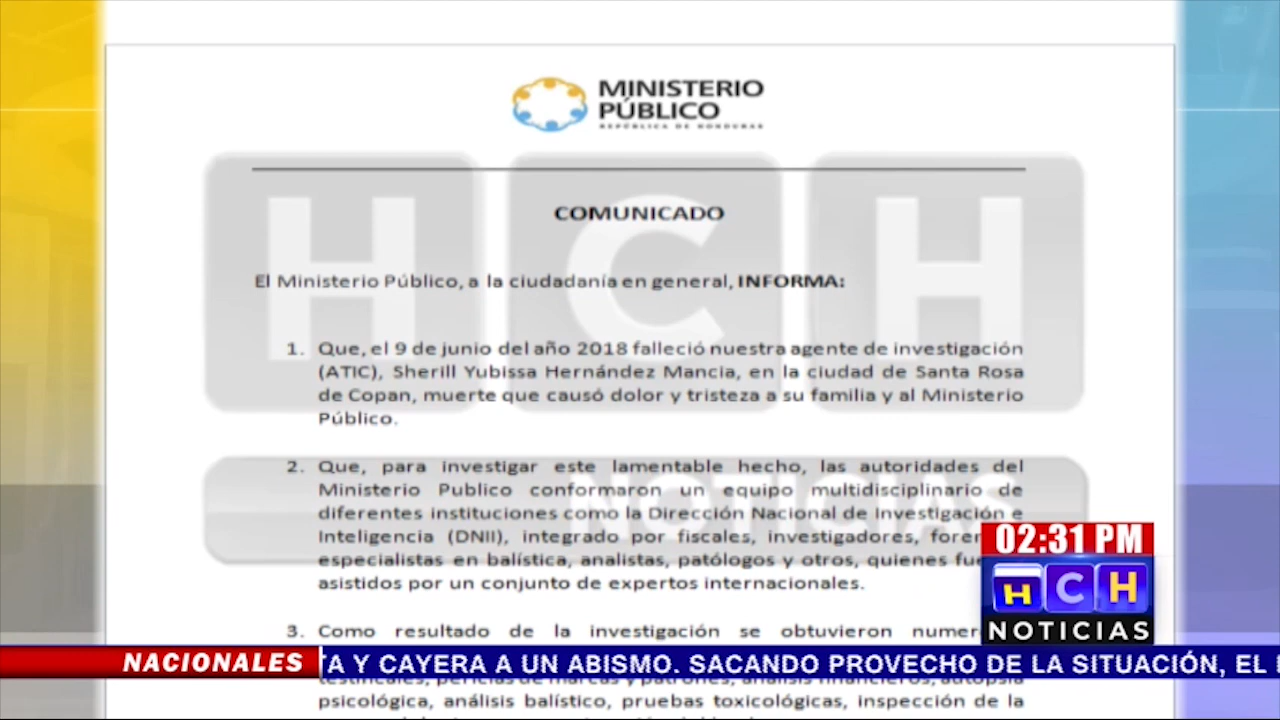 MINISTERIO
PÚBLICO
REPÚBLICA DE HONDURAS
COMUNICADO
El Ministerio Público, a la ciudadanía en general, INFORMA:
1. Que, el 9 de junio del año 2018 falleció nuestra agente de investigación
(ATIC), Sherill Yubissa Hernández Mancia, en la ciudad de Santa Rosa
de Copan, muerte que causó dolor y tristeza a su familia y al Ministerio
Público.
2. Que, para investigar este lamentable hecho, las autoridades del
Ministerio Publico conformaron un equipo multidisciplinario de
diferentes instituciones como la Dirección Nacional de Investigación e
Inteligencia (DNII), integrado por fiscales, investigadores,
especialistas en balística, analistas, patólogos y otros, quienes
asistidos por un conjunto de expertos internacionales.
3. Como resultado de la investigación se obtuvieron
psicológica, análisis balístico, pruebas toxicológicas, inspección de la
HCH
NOTICIAS
02:31 PM
HCH
NOTICIAS
NACIONALES
TA Y CAYERA A UN ABISMO. SACANDO PROVECHO DE LA SITUACIÓN, EL